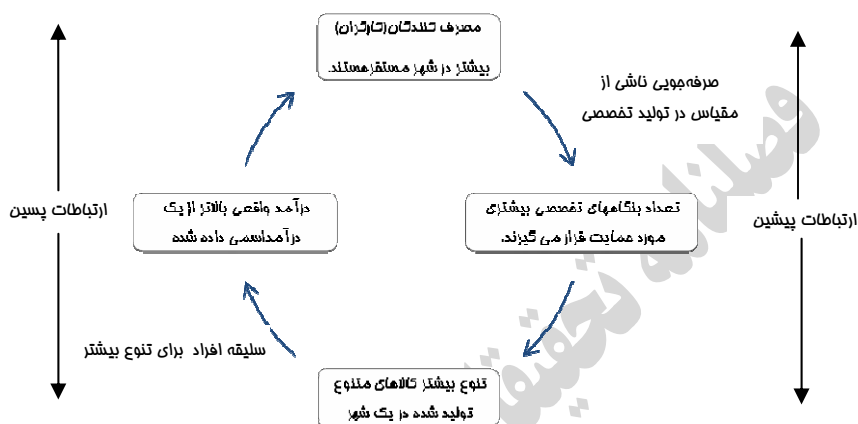 مصرف کنندگان(کارگران)
بیشتر در شهر مستقر هستند.
صرفه‌جویی ناشی از
مقیاس در تولید تخصصی
ارتباطات پیشین
تعداد بنگاههای تخصصی بیشتری
مورد حمایت قرار می گیرند.
درآمد واقعی بالاتر از یک
درآمد اسمی داده شده
ارتباطات پسین
سلیقه افراد برای تنوع بیشتر
تنوع بیشتر کالاهای متنوع
تولید شده در یک شهر
فصلنامه